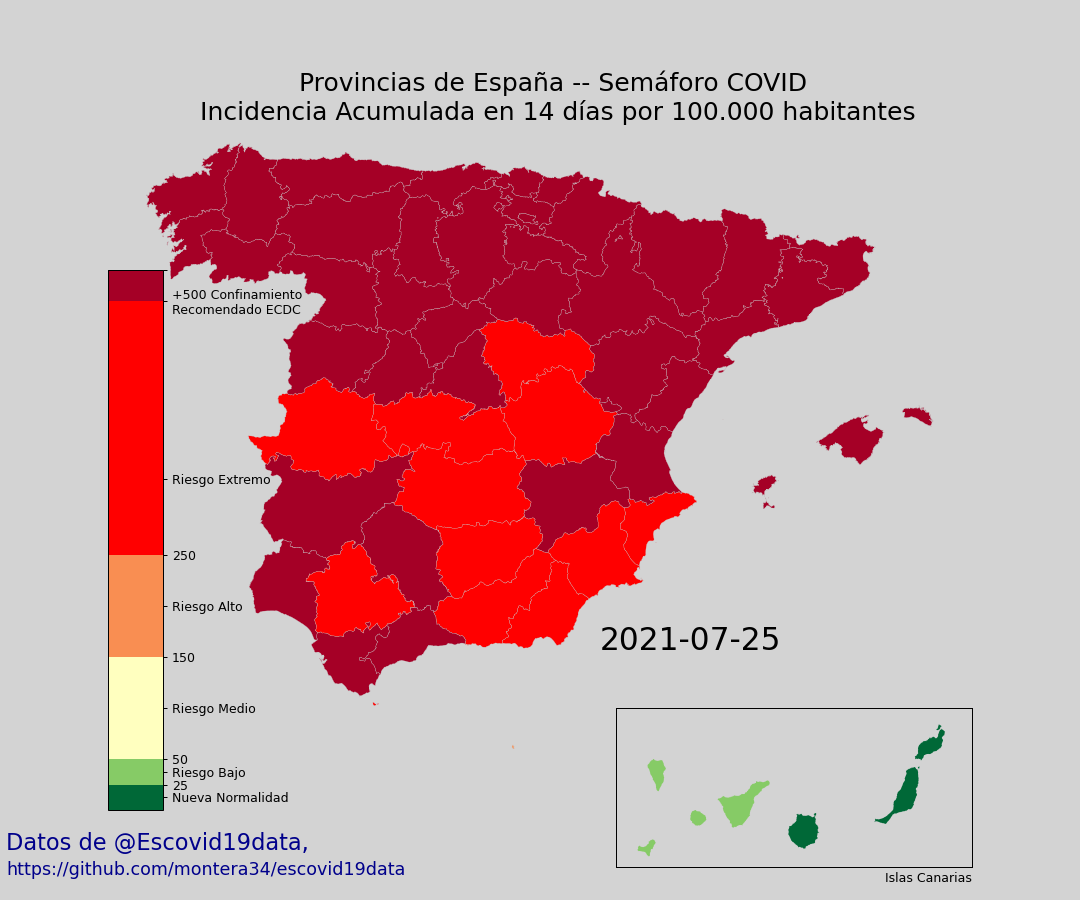 Provincias de España -- Semáforo COVID
Incidencia Acumulada en 14 días por 100.000 habitantes
+500 Confinamiento
Recomendado ECDC
Riesgo Extremo
250
Riesgo Alto
150
Riesgo Medio
50
Riesgo Bajo
25
Nueva Normalidad
2021-07-25
Islas Canarias
Datos de @Escovid19data,
https://github.com/montera34/escovid19data